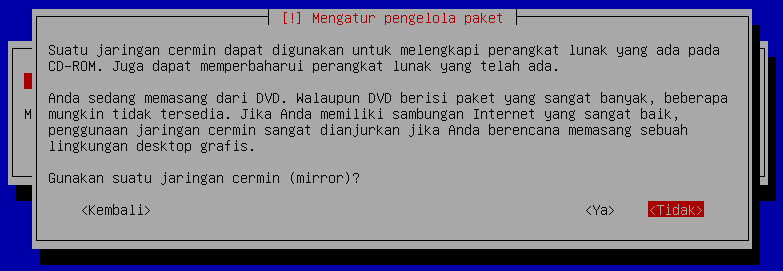 [!] Mengatur pengelola paket
Suatu jaringan cermin dapat digunakan untuk melengkapi perangkat lunak yang ada pada
CD-ROM. Juga dapat memperbaharui perangkat lunak yang telah ada.
Anda sedang memasang dari DVD. Walaupun DVD berisi paket yang sangat banyak, beberapa
mungkin tidak tersedia. Jika Anda memiliki sambungan Internet yang sangat baik,
M
penggunaan jaringan cermin sangat dianjurkan jika Anda berencana memasang sebuah
lingkungan desktop grafis.
Gunakan suatu jaringan cermin (mirror)?
<Kembali> <Ya> <Tidak>